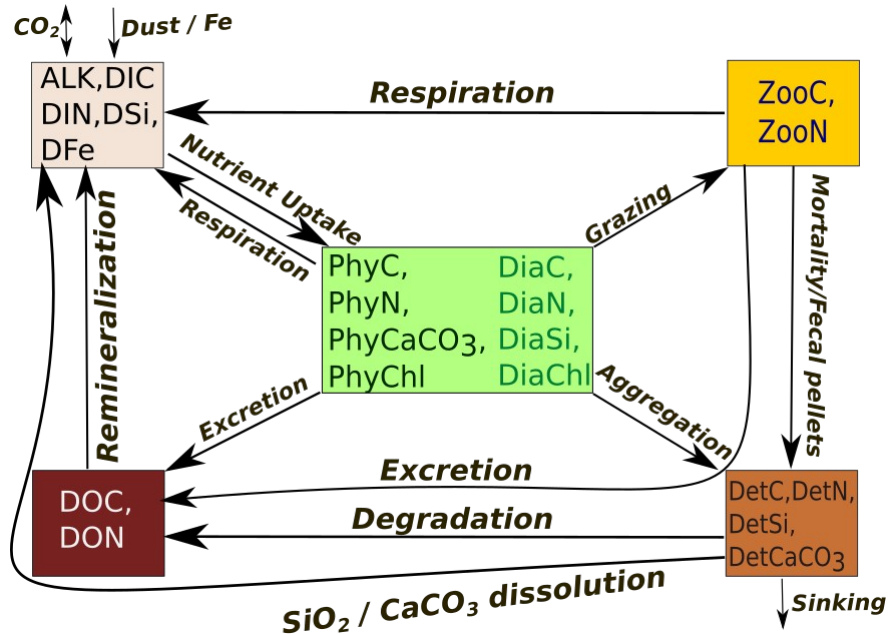 CO₂
Dust / Fe
ALK,DIC
DIN,DSi,
DFe
Respiration
ZooC,
ZooN
Nutrient Uptake
Respiration
Grazing
Mortality/Fecal pellets
Remineralization
PhyC,
PhyN,
PhyCaCO₃,
PhyChl
DiaC,
DiaN,
DiaSi,
DiaChl
Excretion
Aggregation
Excretion
DOC,
DON
Degradation
DetC,DetN,
DetSi,
DetCaCO₃
SiO₂ / CaCO₃ dissolution
Sinking